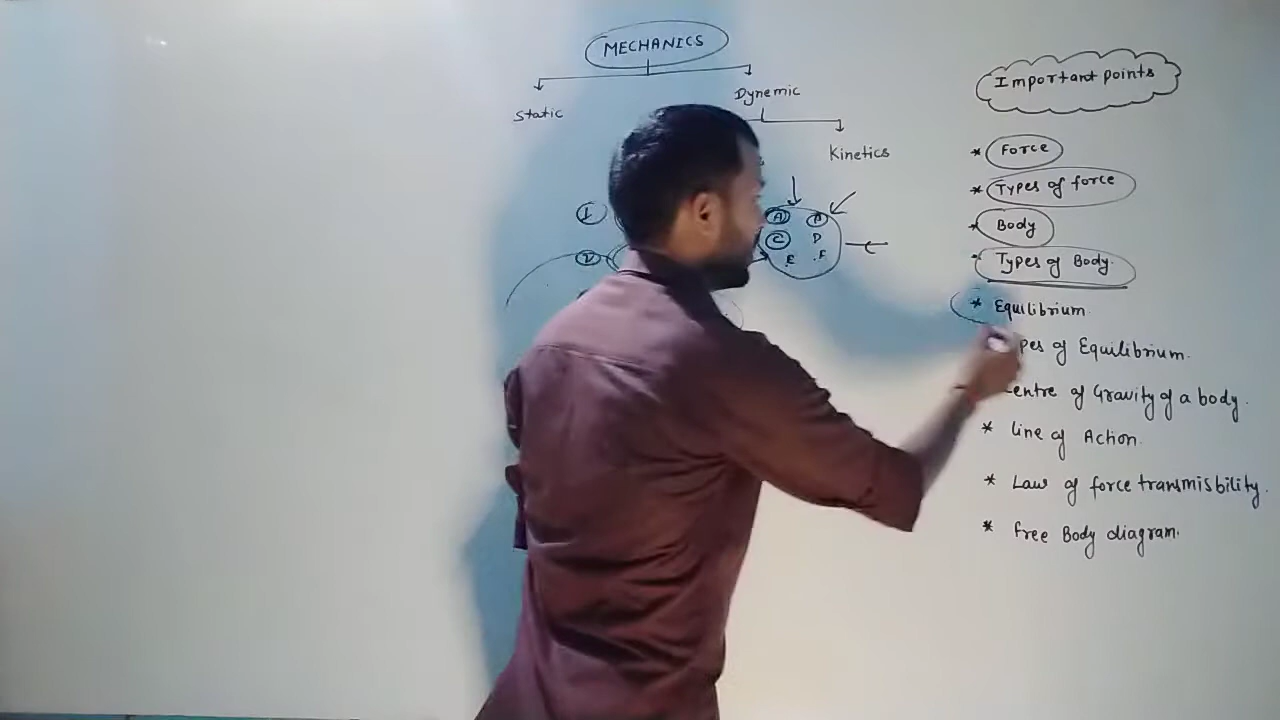 MECHANICS
Static
Dynemic
Kinetics
I
A
A
C
D
E
F
Important points
* Force
* Types of force
* Body
* Types of Body.
* Equilibrium.
pes of Equilibrium.
entre of Gravity of a body.
* line of Action.
* Law of force transmisbility.
* free Body diagram.